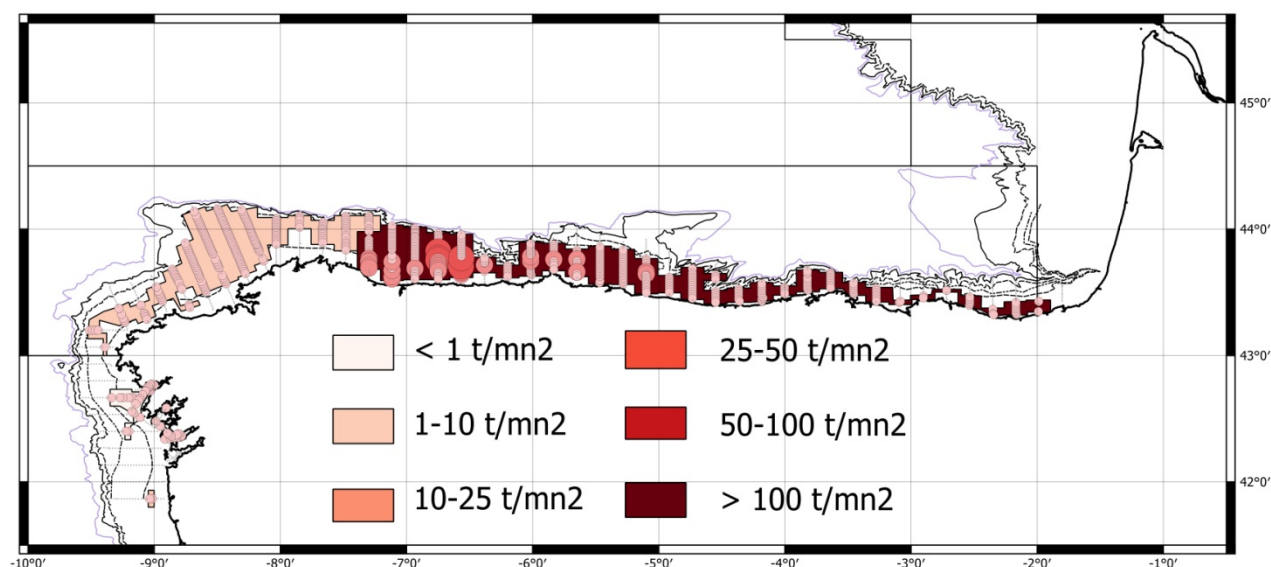 45°0′
44°0′
43°0′
42°0′
< 1 t/mn2
25-50 t/mn2
1-10 t/mn2
50-100 t/mn2
10-25 t/mn2
> 100 t/mn2
-10°0′ -9°0′ -8°0′ -7°0′ -6°0′ -5°0′ -4°0′ -3°0′ -2°0′ -1°0′